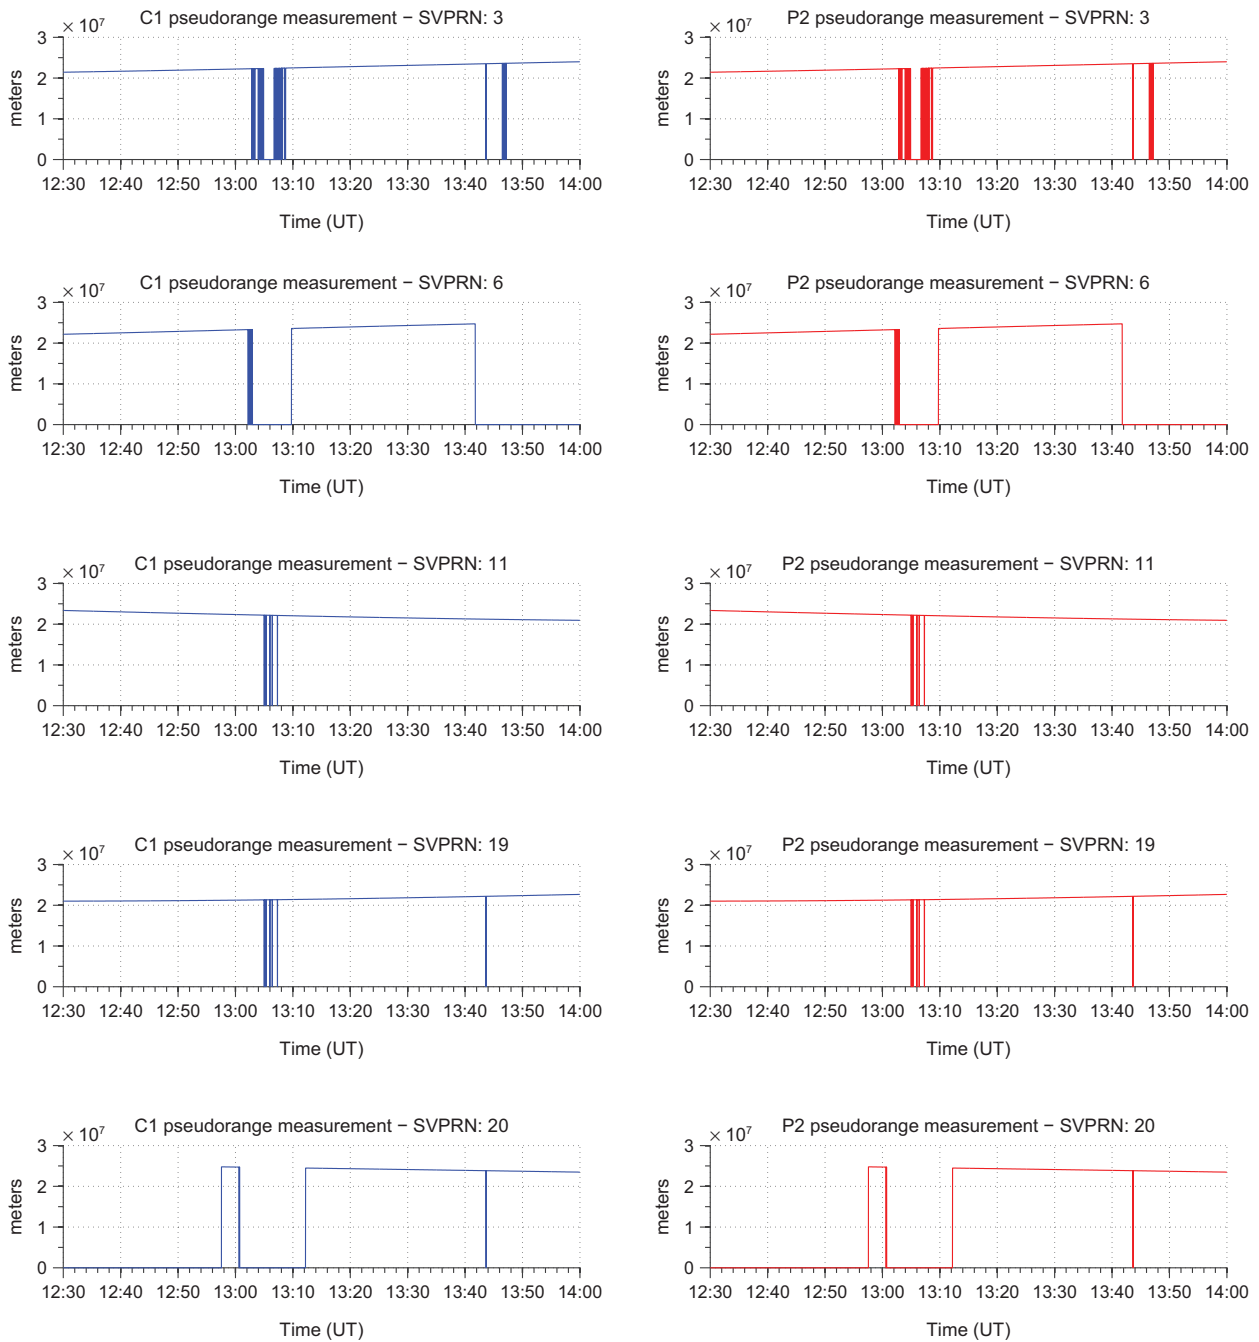 C1 pseudorange measurement − SVPRN: 3
× 10⁷
3
2
1
0
meters
12:30 12:40 12:50 13:00 13:10 13:20 13:30 13:40 13:50 14:00
Time (UT)
P2 pseudorange measurement − SVPRN: 3
× 10⁷
3
2
1
0
meters
12:30 12:40 12:50 13:00 13:10 13:20 13:30 13:40 13:50 14:00
Time (UT)
C1 pseudorange measurement − SVPRN: 6
× 10⁷
3
2
1
0
meters
12:30 12:40 12:50 13:00 13:10 13:20 13:30 13:40 13:50 14:00
Time (UT)
P2 pseudorange measurement − SVPRN: 6
× 10⁷
3
2
1
0
meters
12:30 12:40 12:50 13:00 13:10 13:20 13:30 13:40 13:50 14:00
Time (UT)
C1 pseudorange measurement − SVPRN: 11
× 10⁷
3
2
1
0
meters
12:30 12:40 12:50 13:00 13:10 13:20 13:30 13:40 13:50 14:00
Time (UT)
P2 pseudorange measurement − SVPRN: 11
× 10⁷
3
2
1
0
meters
12:30 12:40 12:50 13:00 13:10 13:20 13:30 13:40 13:50 14:00
Time (UT)
C1 pseudorange measurement − SVPRN: 19
× 10⁷
3
2
1
0
meters
12:30 12:40 12:50 13:00 13:10 13:20 13:30 13:40 13:50 14:00
Time (UT)
P2 pseudorange measurement − SVPRN: 19
× 10⁷
3
2
1
0
meters
12:30 12:40 12:50 13:00 13:10 13:20 13:30 13:40 13:50 14:00
Time (UT)
C1 pseudorange measurement − SVPRN: 20
× 10⁷
3
2
1
0
meters
12:30 12:40 12:50 13:00 13:10 13:20 13:30 13:40 13:50 14:00
Time (UT)
P2 pseudorange measurement − SVPRN: 20
× 10⁷
3
2
1
0
meters
12:30 12:40 12:50 13:00 13:10 13:20 13:30 13:40 13:50 14:00
Time (UT)